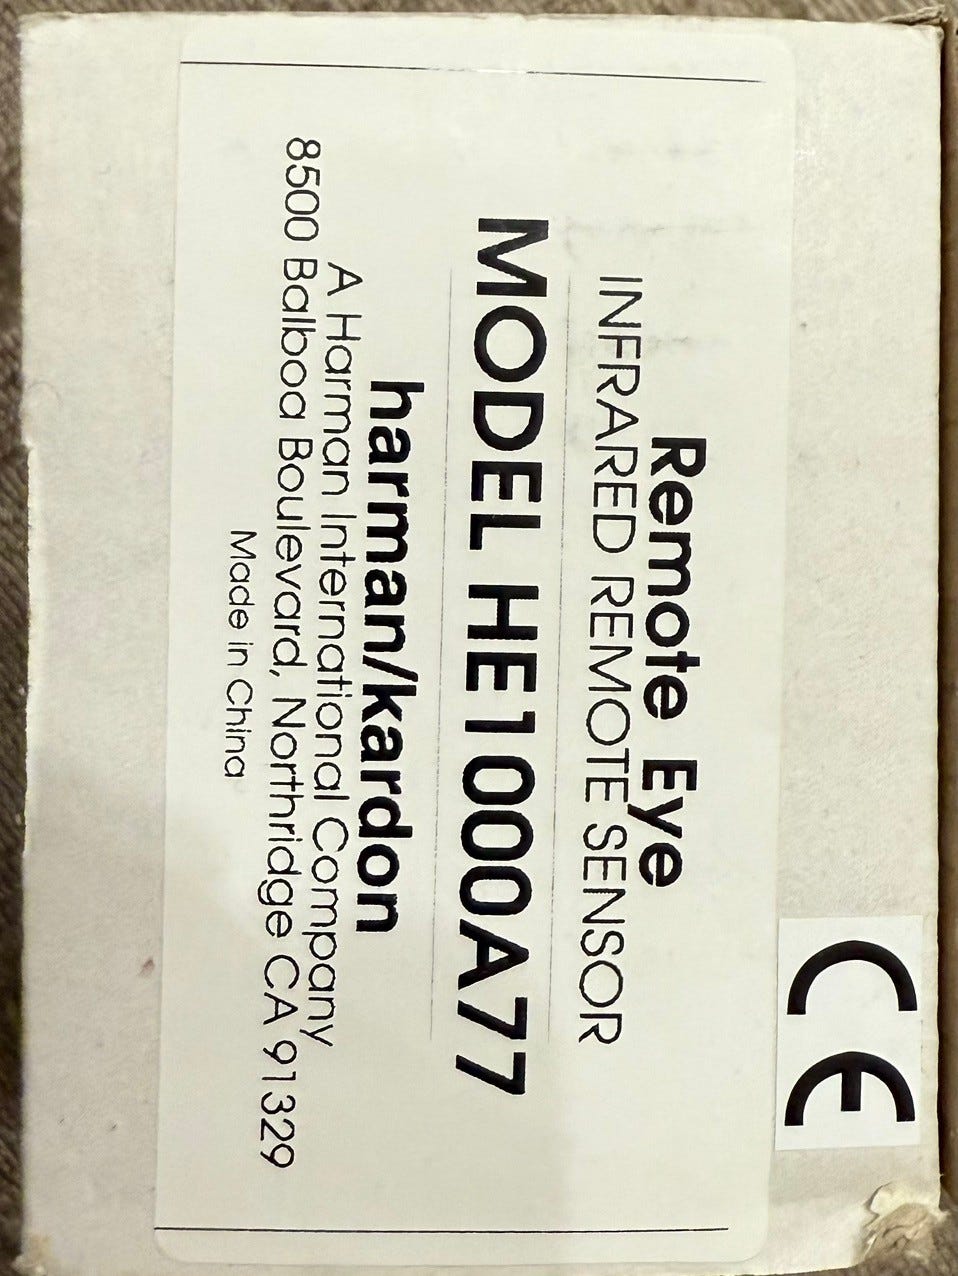 CE
Remote Eye
INFRARED REMOTE SENSOR
MODEL HE1000A77
harman/kardon
A Harman International Company
8500 Balboa Boulevard, Northridge CA 91329
Made in China